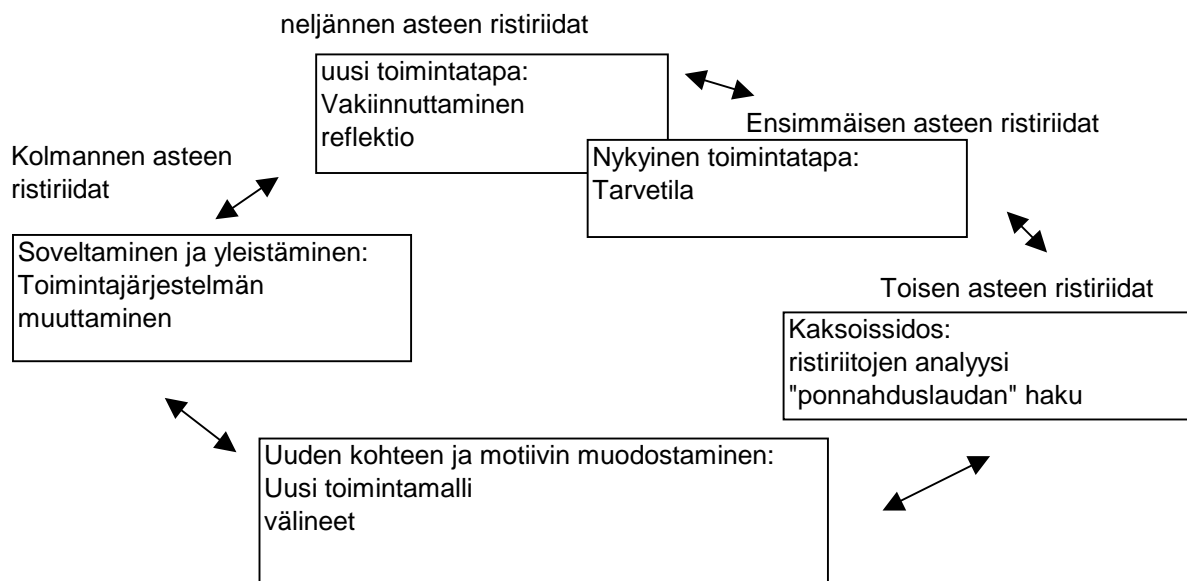 neljännen asteen ristiriidat
uusi toimintatapa:
Vakiinnuttaminen
reflektio
Ensimmäisen asteen ristiriidat
Nykyinen toimintatapa:
Tarvetila
Kolmannen asteen
ristiriidat
Soveltaminen ja yleistäminen:
Toimintajärjestelmän
muuttaminen
Toisen asteen ristiriidat
Kaksoissidos:
ristiriitojen analyysi
"ponnahduslaudan" haku
Uuden kohteen ja motiivin muodostaminen:
Uusi toimintamalli
välineet